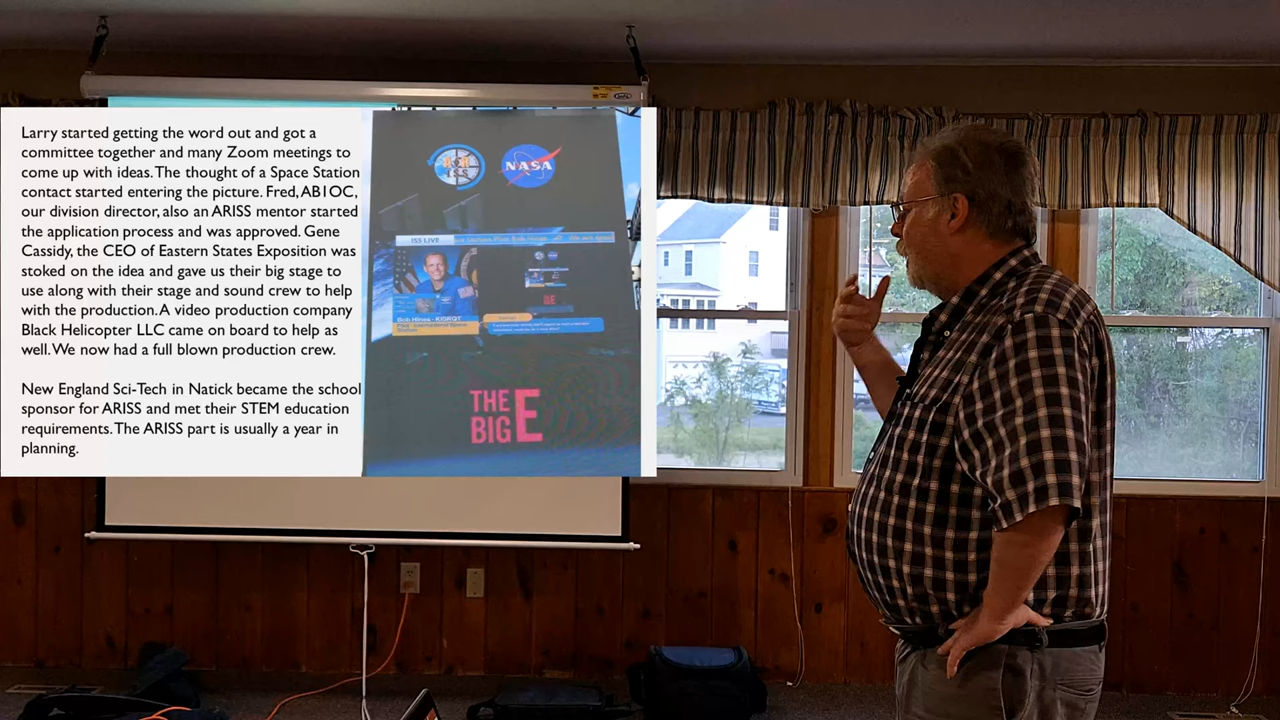 Larry started getting the word out and got a
committee together and many Zoom meetings to
come up with ideas. The thought of a Space Station
contact started entering the picture. Fred, AB1OC,
our division director, also an ARISS mentor started
the application process and was approved. Gene
Cassidy, the CEO of Eastern States Exposition was
stoked on the idea and gave us their big stage to
use along with their stage and sound crew to help
with the production. A video production company
Black Helicopter LLC came on board to help as
well. We now had a full blown production crew.
New England Sci-Tech in Natick became the school
sponsor for ARISS and met their STEM education
requirements. The ARISS part is usually a year in
planning.
ISS
NASA
ISS LIVE
Bob Hines - KI5RQT
Pilot - International Space
Station
THE
BIG E